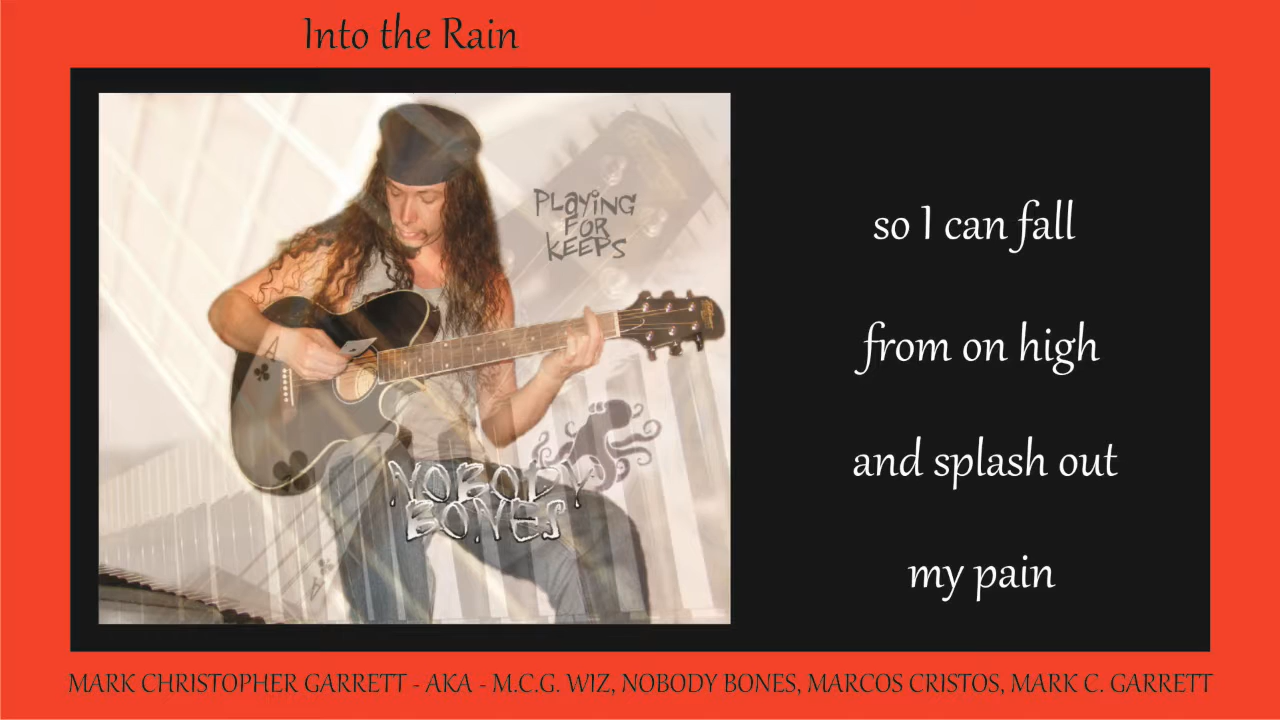 Into the Rain
PLAYING
FOR
KEEPS
NOBODY
BONES
so I can fall
from on high
and splash out
my pain
MARK CHRISTOPHER GARRETT - AKA - M.C.G. WIZ, NOBODY BONES, MARCOS CRISTOS, MARK C. GARRETT